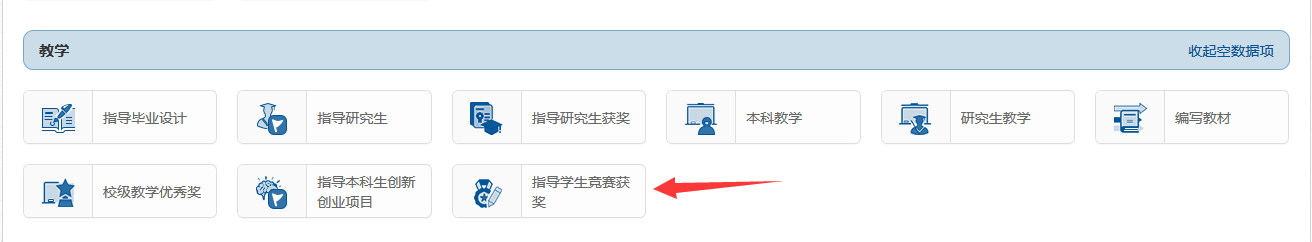 教学
收起空数据项
指导毕业设计
指导研究生
指导研究生获奖
本科教学
研究生教学
编写教材
校级教学优秀奖
指导本科生创新
创业项目
指导学生竞赛获
奖